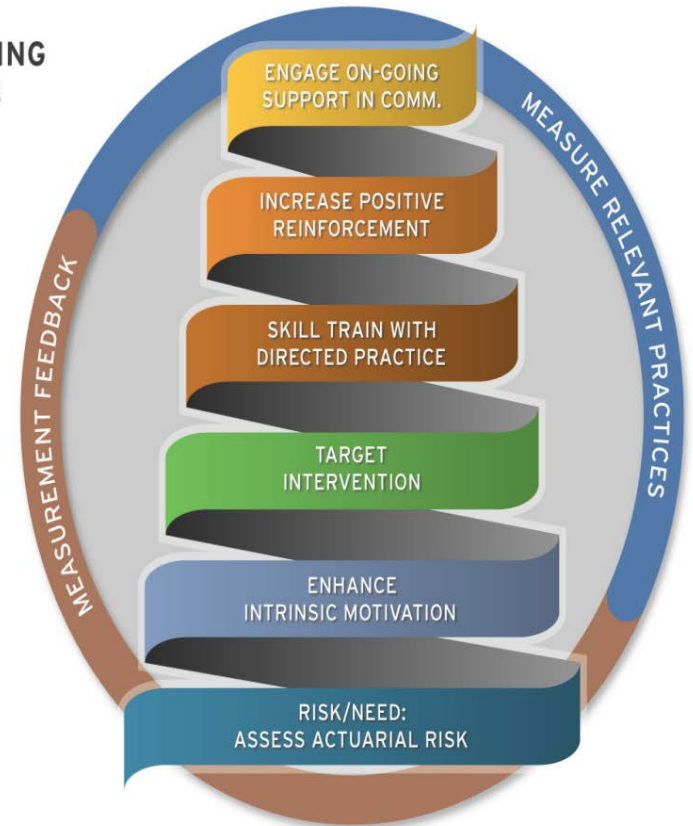 ENGAGE ON-GOING
SUPPORT IN COMM.
INCREASE POSITIVE
REINFORCEMENT
SKILL TRAIN WITH
DIRECTED PRACTICE
TARGET
INTERVENTION
ENHANCE
INTRINSIC MOTIVATION
RISK/NEED:
ASSESS ACTUARIAL RISK
MEASURE RELEVANT PRACTICES
MEASUREMENT FEEDBACK